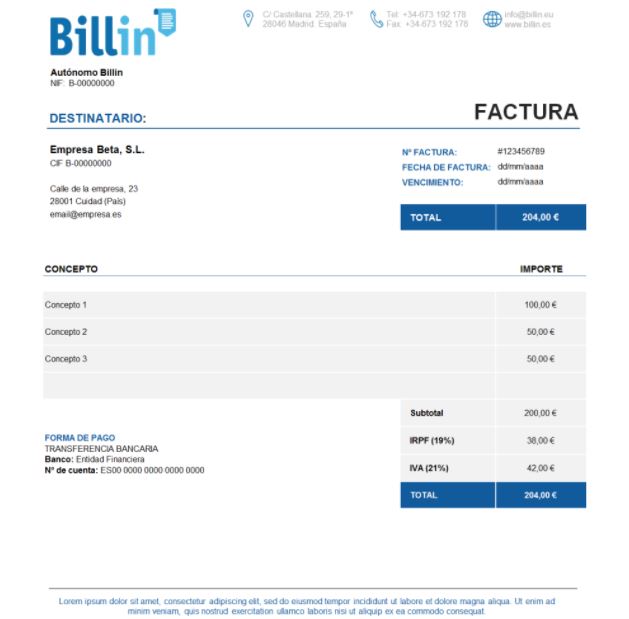 Billin
C/ Castellana 259, 29-1º
28046 Madrid. España
Tel: +34-673 192 178
Fax: +34-673 192 178
info@billin.eu
www.billin.es
Autónomo Billin
NIF: B-00000000
DESTINATARIO:
FACTURA
Empresa Beta, S.L.
CIF B-00000000
Calle de la empresa, 23
28001 Cuidad (País)
email@empresa.es
Nº FACTURA: #123456789
FECHA DE FACTURA: dd/mm/aaaa
VENCIMIENTO: dd/mm/aaaa
TOTAL 204,00 €
CONCEPTO IMPORTE
Concepto 1 100,00 €
Concepto 2 50,00 €
Concepto 3 50,00 €
Subtotal 200,00 €
IRPF (19%) 38,00 €
IVA (21%) 42,00 €
TOTAL 204,00 €
FORMA DE PAGO
TRANSFERENCIA BANCARIA
Banco: Entidad Financiera
Nº de cuenta: ES00 0000 0000 0000 0000
Lorem ipsum dolor sit amet, consectetur adipiscing elit, sed do eiusmod tempor incididunt ut labore et dolore magna aliqua. Ut enim ad
minim veniam, quis nostrud exercitation ullamco laboris nisi ut aliquip ex ea commodo consequat.